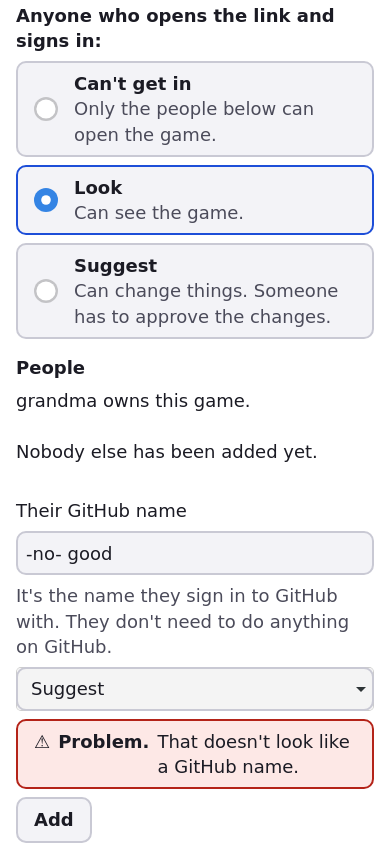 Anyone who opens the link and
signs in:
Can't get in
Only the people below can
open the game.
Look
Can see the game.
Suggest
Can change things. Someone
has to approve the changes.
People
grandma owns this game.
Nobody else has been added yet.
Their GitHub name
-no- good
It's the name they sign in to GitHub
with. They don't need to do anything
on GitHub.
Suggest
⚠ Problem. That doesn't look like
a GitHub name.
Add